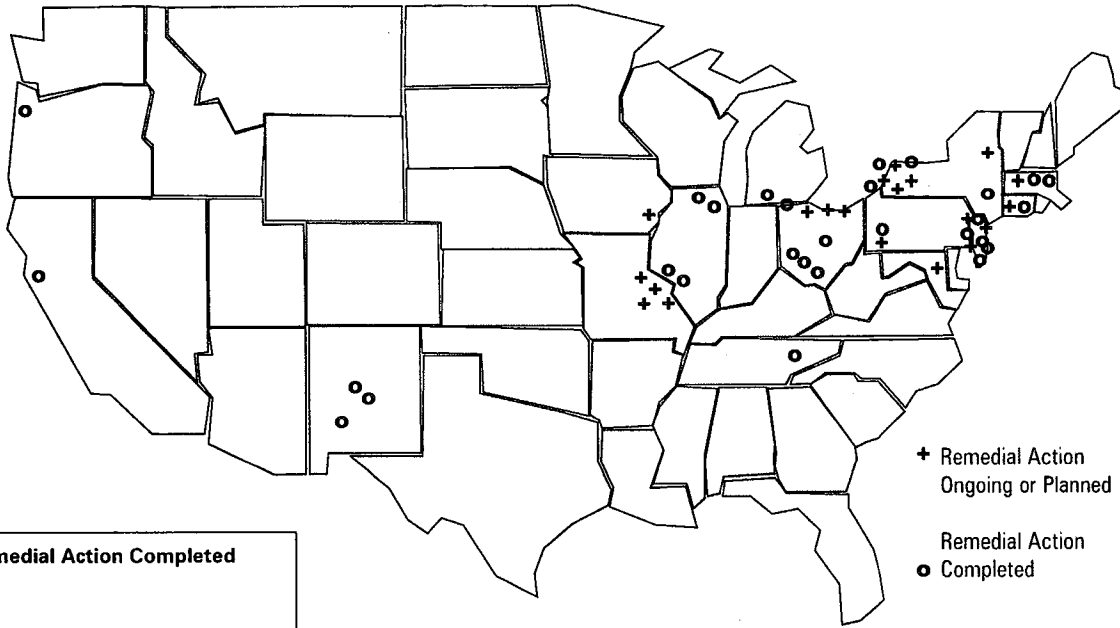 + Remedial Action
Ongoing or Planned
Remedial Action
o Completed
medial Action Completed